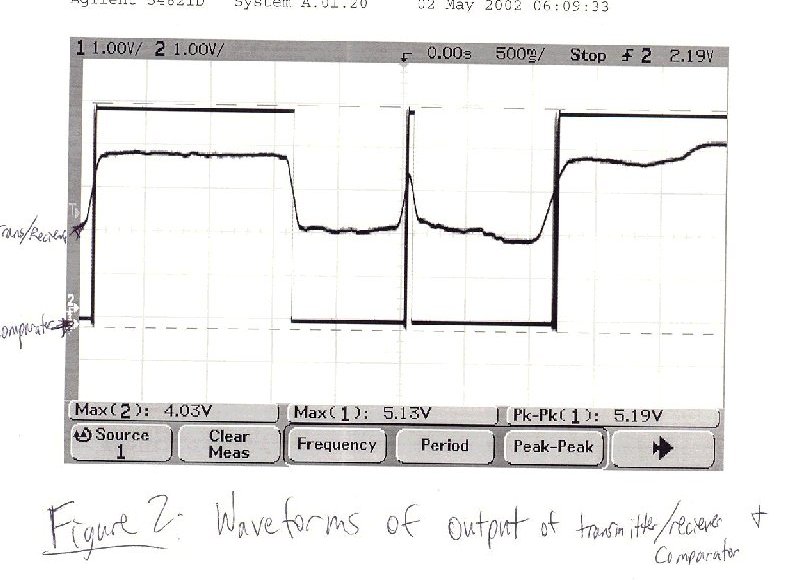 Agilent 54621D System A.01.20 02 May 2002 06:09:33
1 1.00V/ 2 1.00V/ 0.00s 500m/ Stop 2 2.19V
T
Trans/Reciever
2
Comparator
Max(2): 4.03V Max(1): 5.13V Pk-Pk(1): 5.19V
Source 1
Clear Meas
Frequency
Period
Peak-Peak
Figure 2: Waveforms of output of transmitter/reciever +
Comparator